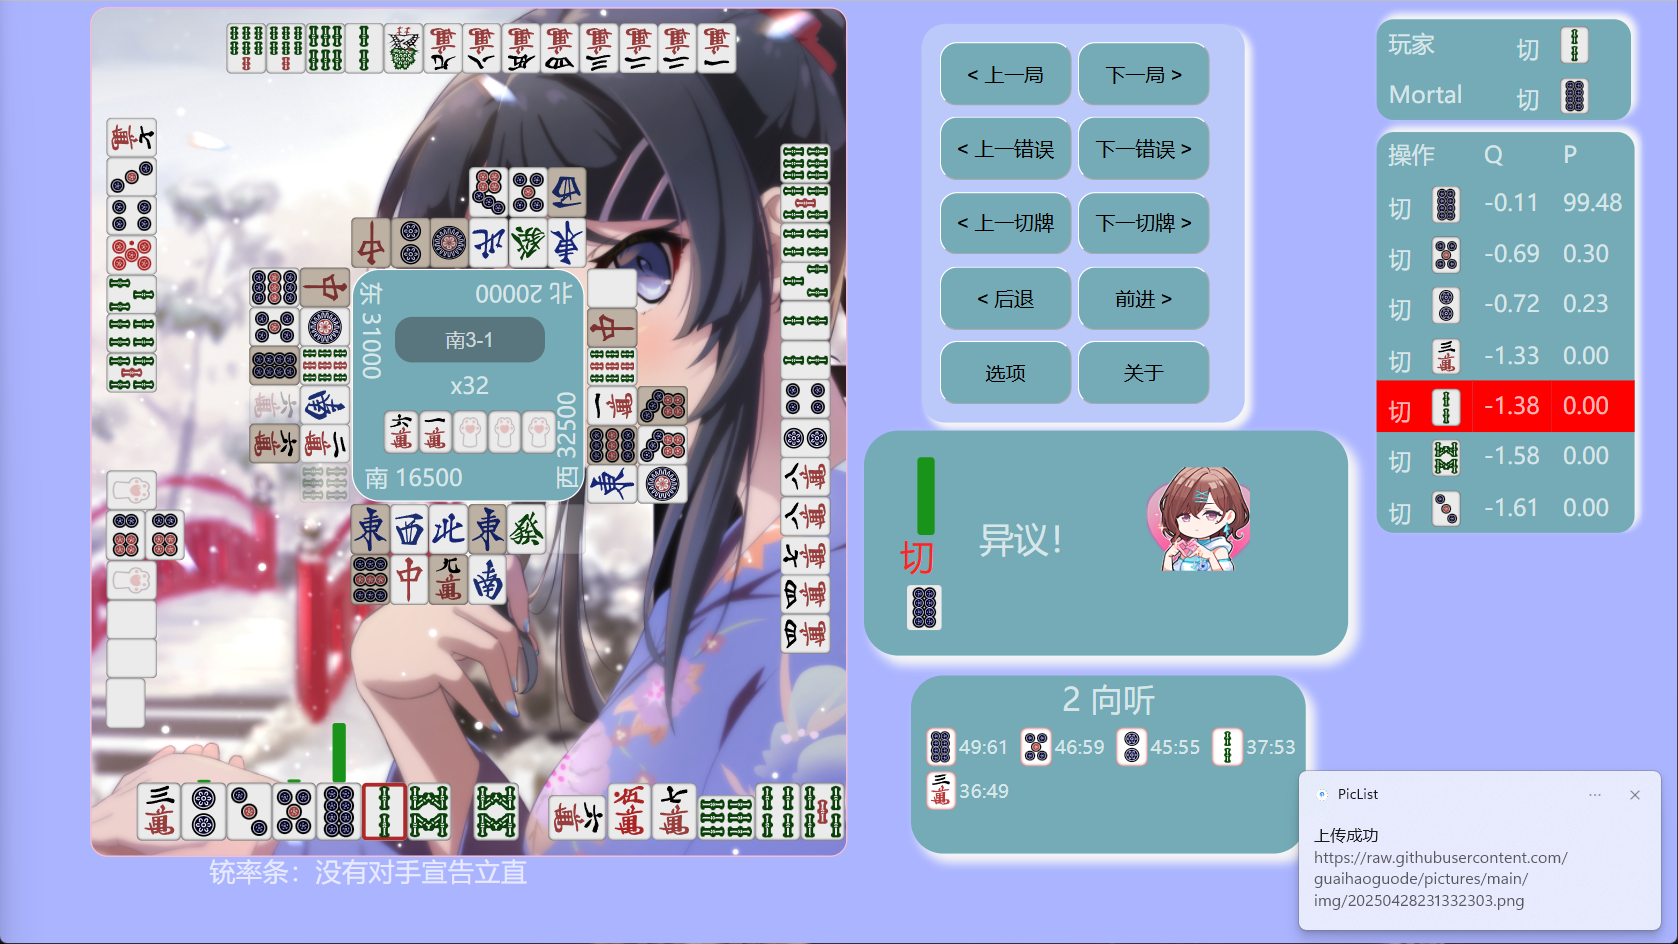 东 31000
北 20000
南3-1
x32
西 32500
南 16500
铳率条：没有对手宣告立直
< 上一局
下一局 >
< 上一错误
下一错误 >
< 上一切牌
下一切牌 >
< 后退
前进 >
选项
关于
切
异议！
2 向听
49:61
46:59
45:55
37:53
36:49
玩家 切
Mortal 切
操作 Q P
切 -0.11 99.48
切 -0.69 0.30
切 -0.72 0.23
切 -1.33 0.00
切 -1.38 0.00
切 -1.58 0.00
切 -1.61 0.00
PicList
上传成功
https://raw.githubusercontent.com/
guaihaoguode/pictures/main/
img/20250428231332303.png